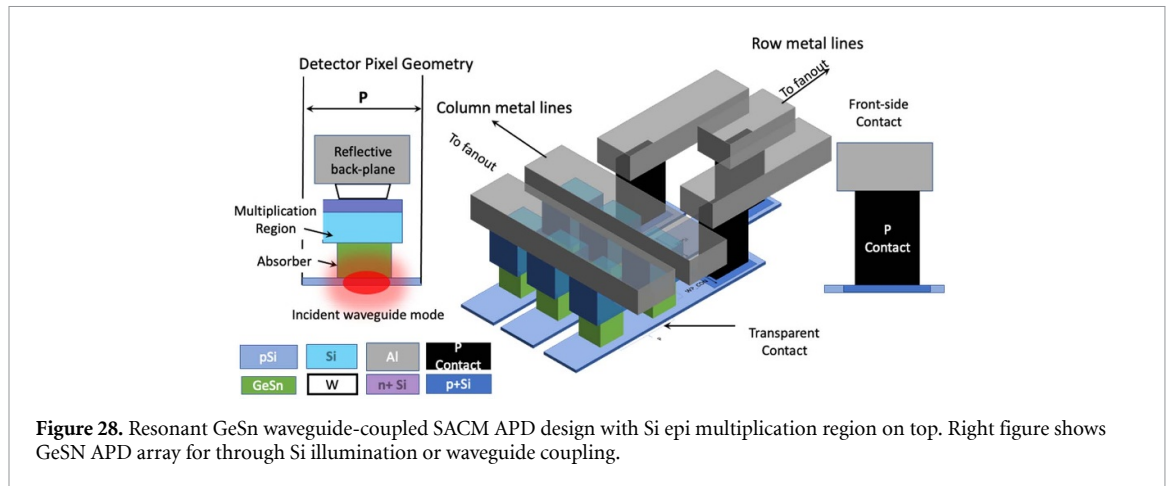 Detector Pixel Geometry
P
Reflective
back-plane
Multiplication
Region
Absorber
Incident waveguide mode
Column metal lines
To fanout
Row metal lines
To fanout
Front-side
Contact
P
Contact
Transparent
Contact
pSi
Si
Al
P
Contact
GeSn
W
n+ Si
p+Si
Figure 28. Resonant GeSn waveguide-coupled SACM APD design with Si epi multiplication region on top. Right figure shows
GeSN APD array for through Si illumination or waveguide coupling.